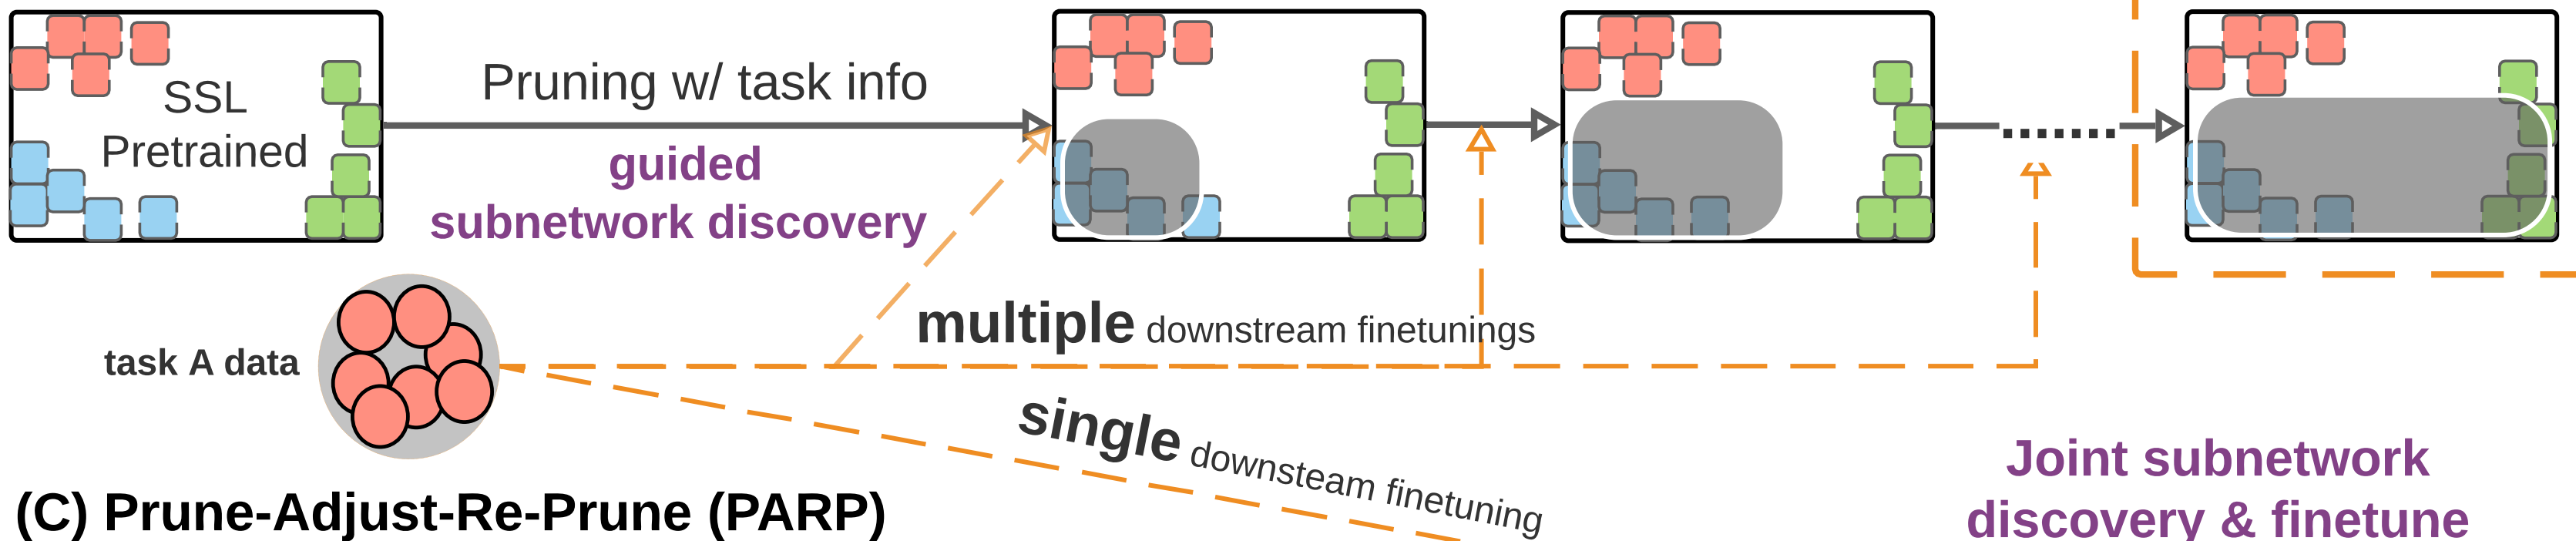 SSL
Pretrained
Pruning w/ task info
guided
subnetwork discovery
multiple downstream finetunings
task A data
single downsteam finetuning
Joint subnetwork
discovery & finetune
(C) Prune-Adjust-Re-Prune (PARP)